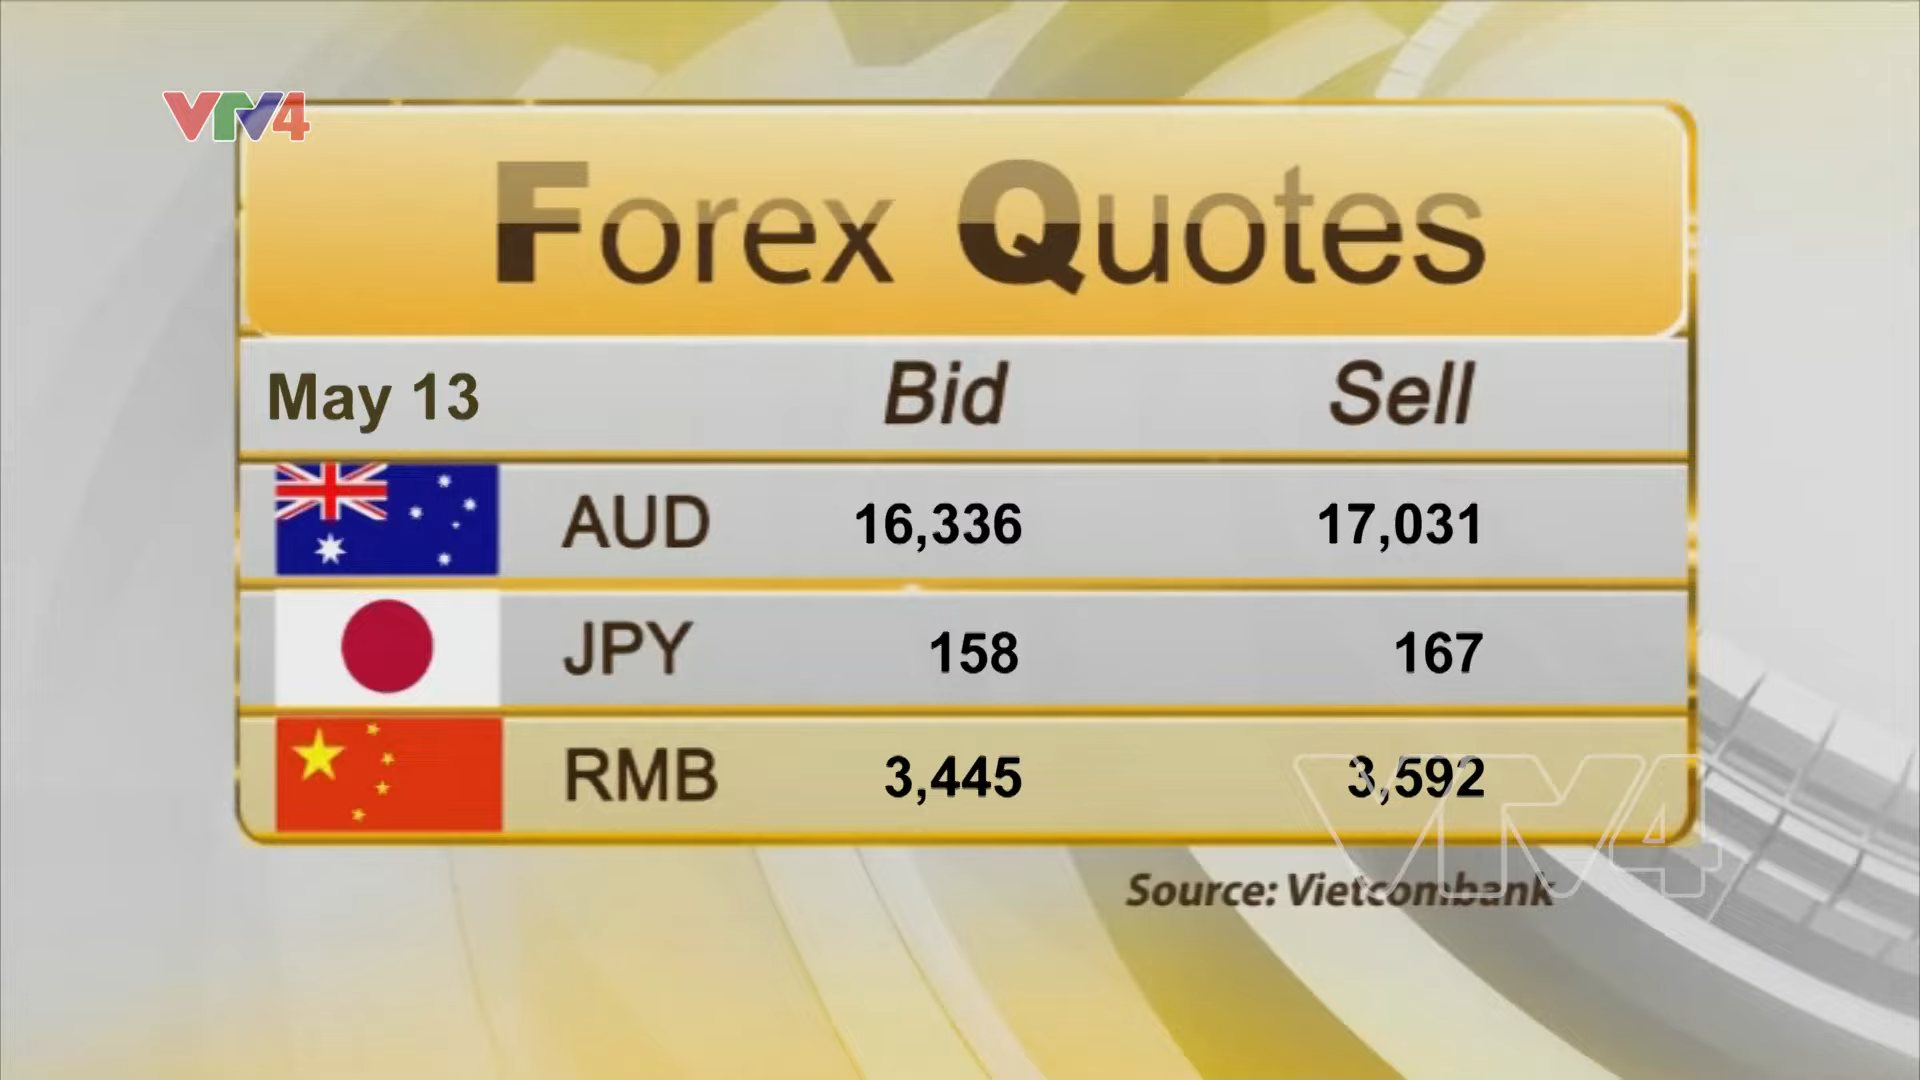 VTV4
Forex Quotes
May 13 Bid Sell
AUD 16,336 17,031
JPY 158 167
RMB 3,445 3,592
VTV4
Source: Vietcombank